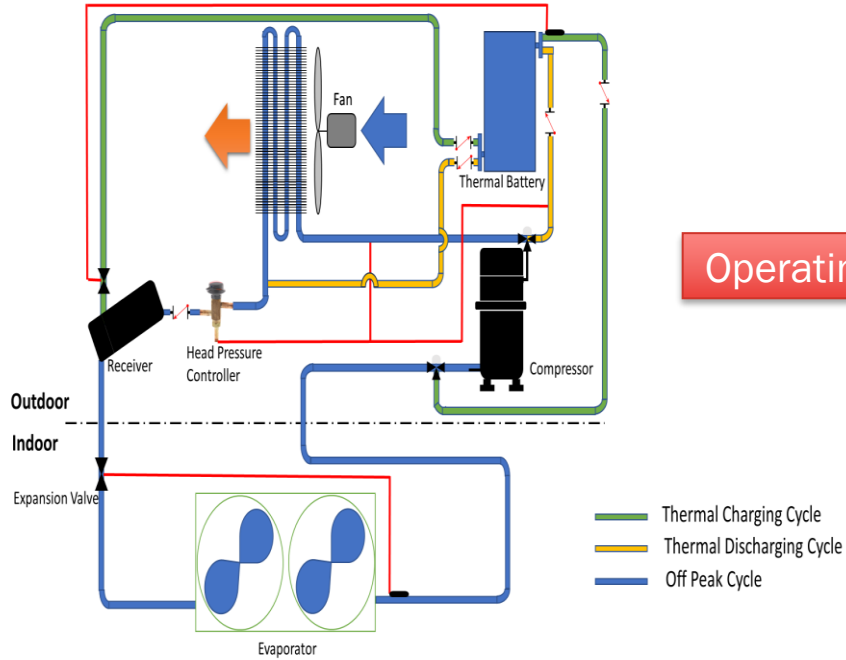 Fan
Thermal Battery
Operatin
Receiver
Head Pressure
Controller
Compressor
Outdoor
Indoor
Expansion Valve
Thermal Charging Cycle
Thermal Discharging Cycle
Off Peak Cycle
Evaporator